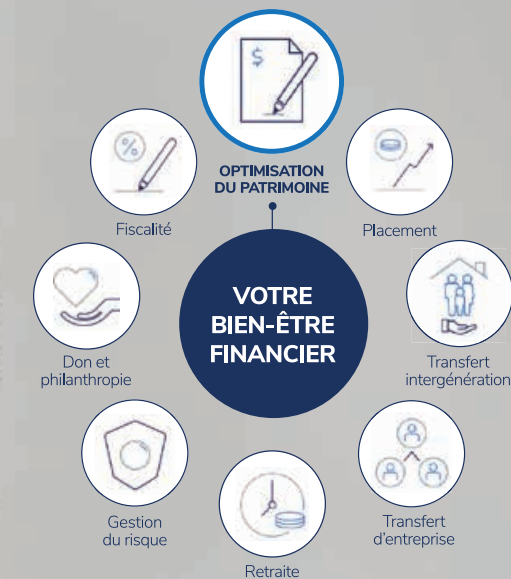 $
OPTIMISATION
DU PATRIMOINE
%
Fiscalité
Placement
VOTRE
BIEN-ÊTRE
FINANCIER
Don et
philanthropie
Transfert
intergénération
Gestion
du risque
Transfert
d'entreprise
Retraite